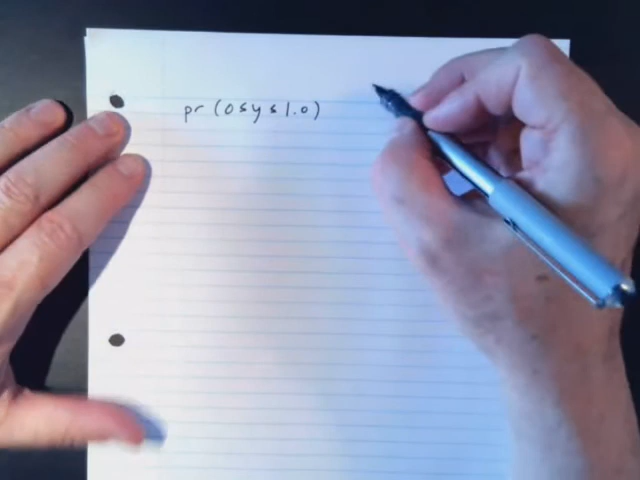 pr (0 ≤ y ≤ 1.0)